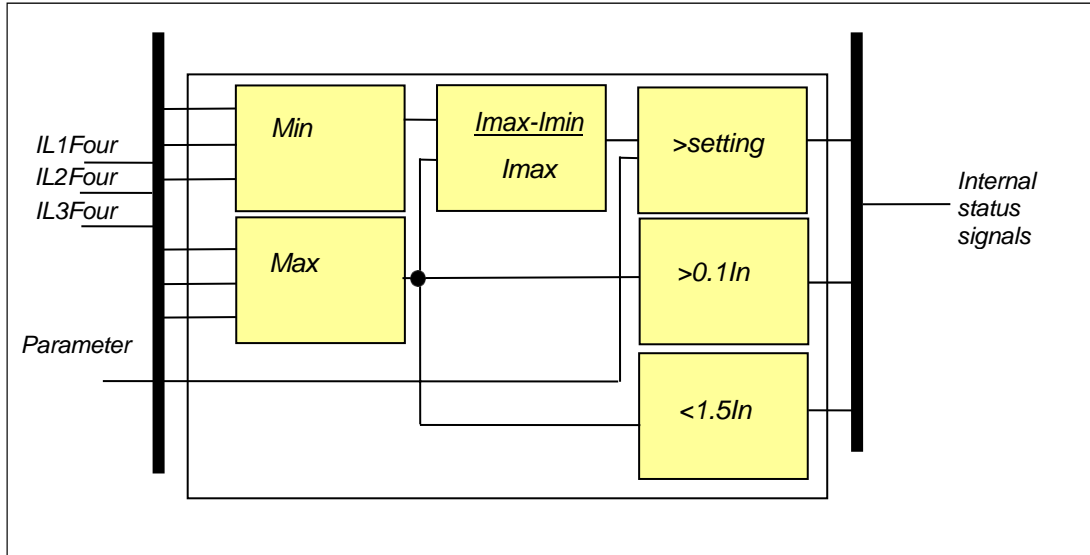 IL1Four
IL2Four
IL3Four
Parameter
Min
Max
Imax-Imin
Imax
>setting
>0.1In
<1.5In
Internal
status
signals